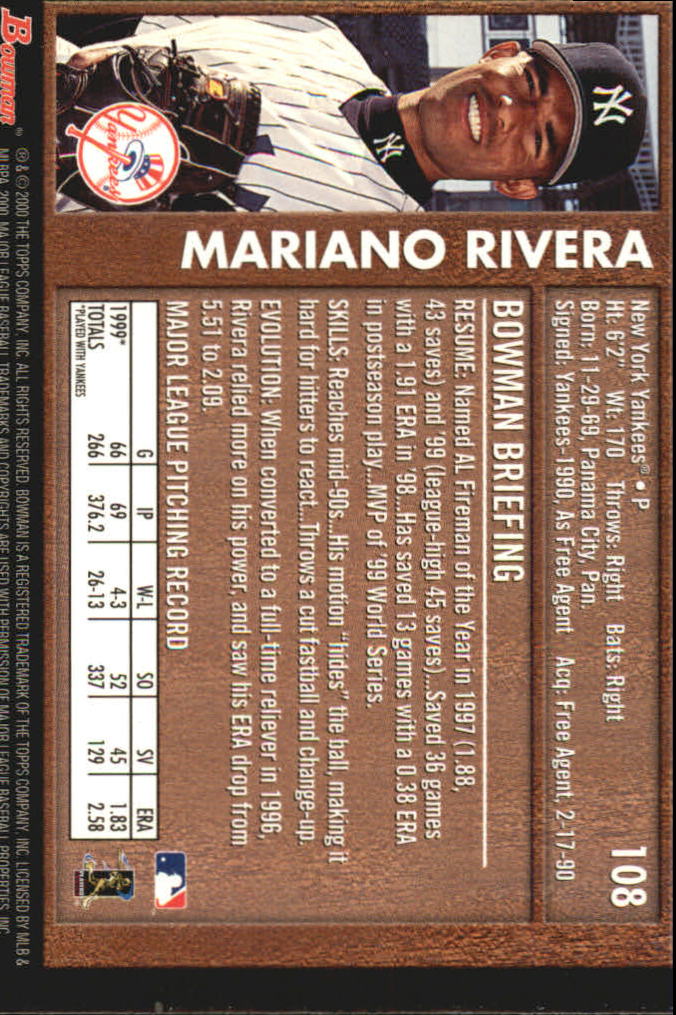 108
New York Yankees® • P
Ht: 6'2" Wt: 170 Throws: Right Bats: Right
Born: 11-29-69, Panama City, Pan.
Signed: Yankees-1990, As Free Agent Acq: Free Agent, 2-17-90
MARIANO RIVERA
BOWMAN BRIEFING
RESUME: Named AL Fireman of the Year in 1997 (1.88,
43 saves) and '99 (league-high 45 saves)...Saved 36 games
with a 1.91 ERA in '98...Has saved 13 games with a 0.38 ERA
in postseason play...MVP of '99 World Series.
SKILLS: Reaches mid-90s...His motion "hides" the ball, making it
hard for hitters to react...Throws a cut fastball and change-up.
EVOLUTION: When converted to a full-time reliever in 1996,
Rivera relied more on his power, and saw his ERA drop from
5.51 to 2.09.
MAJOR LEAGUE PITCHING RECORD
G IP W-L SO SV ERA
1999* 66 69 4-3 52 45 1.83
TOTALS 266 376.2 26-13 337 129 2.58
*PLAYED WITH YANKEES
NY
NY
Yankees
Bowman® ® & © 2000 THE TOPPS COMPANY, INC. ALL RIGHTS RESERVED. BOWMAN IS A REGISTERED TRADEMARK OF THE TOPPS COMPANY, INC. LICENSED BY MLB &
MLBPA 2000. MAJOR LEAGUE BASEBALL TRADEMARKS AND COPYRIGHTS ARE USED WITH PERMISSION OF MAJOR LEAGUE BASEBALL PROPERTIES, INC.